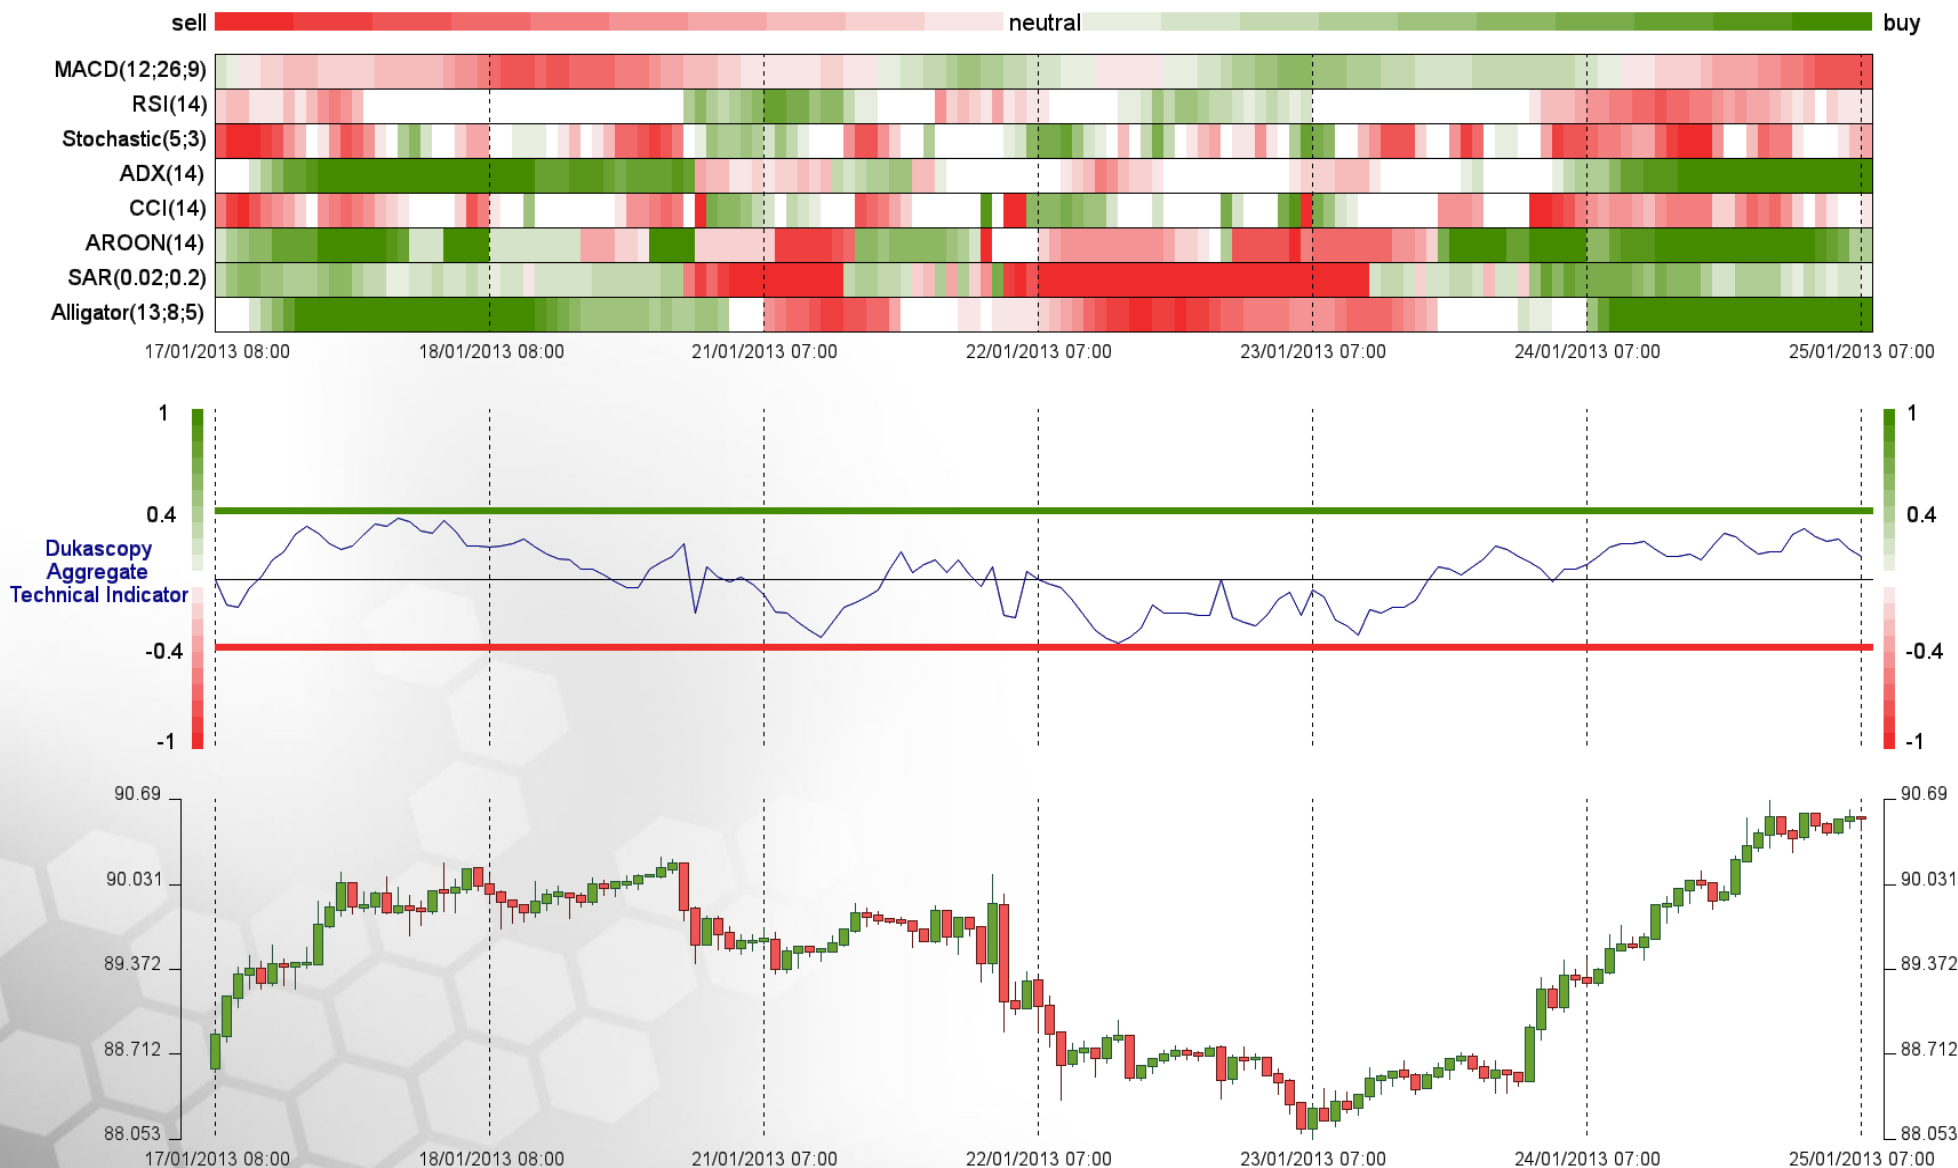 sell neutral buy
MACD(12;26;9)
RSI(14)
Stochastic(5;3)
ADX(14)
CCI(14)
AROON(14)
SAR(0.02;0.2)
Alligator(13;8;5)
17/01/2013 08:00 18/01/2013 08:00 21/01/2013 07:00 22/01/2013 07:00 23/01/2013 07:00 24/01/2013 07:00 25/01/2013 07:00
1 1
0.4 0.4
Dukascopy
Aggregate
Technical Indicator
-0.4 -0.4
-1 -1
90.69 90.69
90.031 90.031
89.372 89.372
88.712 88.712
88.053 88.053
17/01/2013 08:00 18/01/2013 08:00 21/01/2013 07:00 22/01/2013 07:00 23/01/2013 07:00 24/01/2013 07:00 25/01/2013 07:00